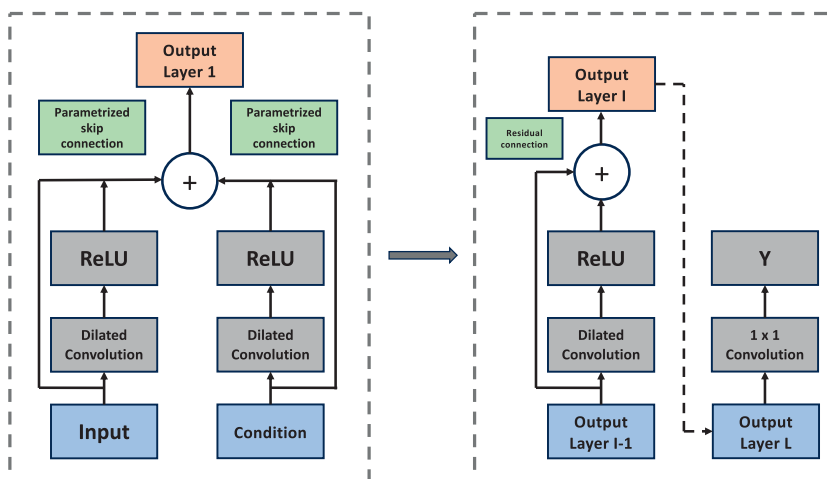 Output
Layer 1
Parametrized
skip
connection
Parametrized
skip
connection
+
ReLU
ReLU
Dilated
Convolution
Dilated
Convolution
Input
Condition
Output
Layer I
Residual
connection
+
ReLU
Y
Dilated
Convolution
1 x 1
Convolution
Output
Layer I-1
Output
Layer L